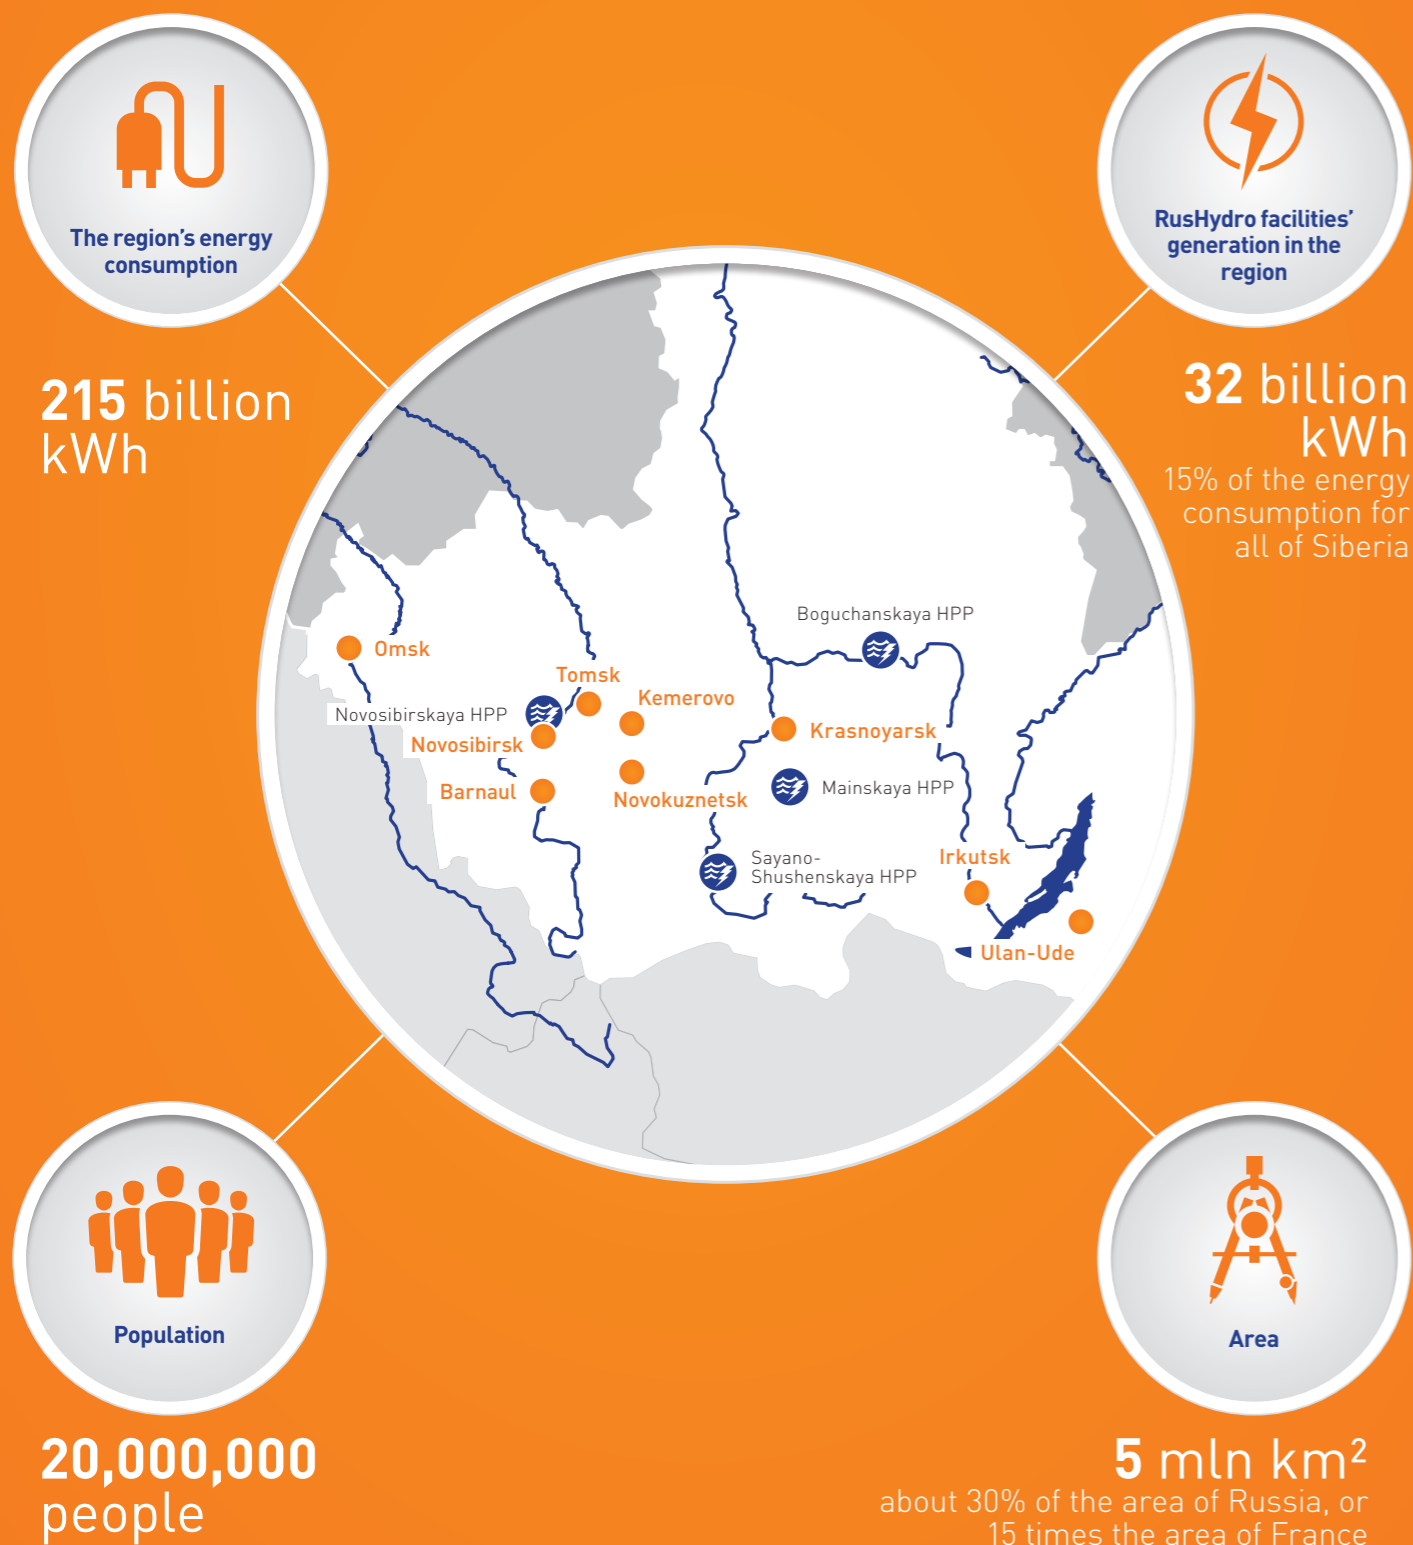 The region's energy
consumption
215 billion
kWh
RusHydro facilities'
generation in the
region
32 billion
kWh
15% of the energy
consumption for
all of Siberia
Boguchanskaya HPP
Omsk
Tomsk
Kemerovo
Novosibirskaya HPP
Novosibirsk
Krasnoyarsk
Barnaul
Novokuznetsk
Mainskaya HPP
Sayano-
Shushenskaya HPP
Irkutsk
Ulan-Ude
Population
20,000,000
people
Area
5 mln km²
about 30% of the area of Russia, or
15 times the area of France